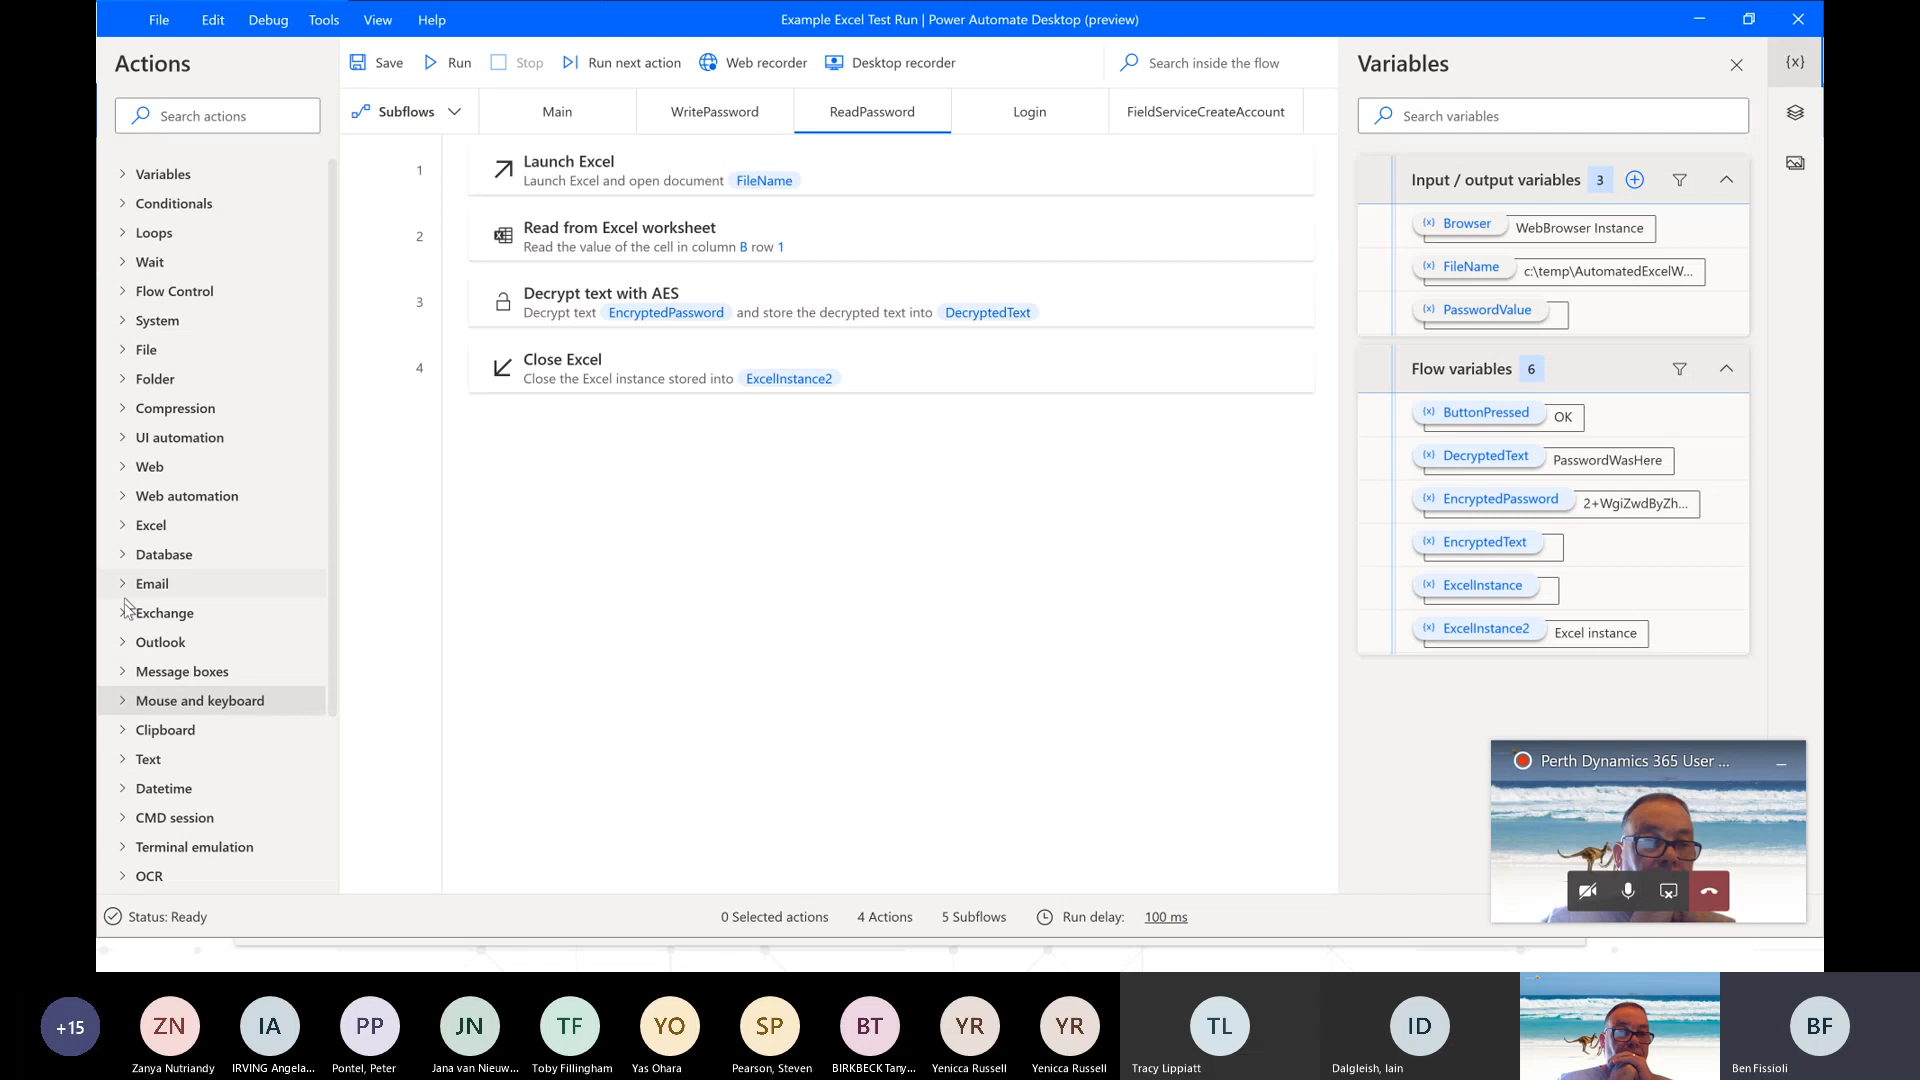 File Edit Debug Tools View Help
Example Excel Test Run | Power Automate Desktop (preview)
Actions
Search actions
Variables
Conditionals
Loops
Wait
Flow Control
System
File
Folder
Compression
UI automation
Web
Web automation
Excel
Database
Email
Exchange
Outlook
Message boxes
Mouse and keyboard
Clipboard
Text
Datetime
CMD session
Terminal emulation
OCR
Save Run Stop Run next action Web recorder Desktop recorder
Search inside the flow
Subflows Main WritePassword ReadPassword Login FieldServiceCreateAccount
1 Launch Excel
Launch Excel and open document FileName
2 Read from Excel worksheet
Read the value of the cell in column B row 1
3 Decrypt text with AES
Decrypt text EncryptedPassword and store the decrypted text into DecryptedText
4 Close Excel
Close the Excel instance stored into ExcelInstance2
Variables
{x}
Search variables
Input / output variables 3
(x) Browser WebBrowser Instance
(x) FileName c:\temp\AutomatedExcelW...
(x) PasswordValue
Flow variables 6
(x) ButtonPressed OK
(x) DecryptedText PasswordWasHere
(x) EncryptedPassword 2+WgiZwdByZh...
(x) EncryptedText
(x) ExcelInstance
(x) ExcelInstance2 Excel instance
Perth Dynamics 365 User ...
Status: Ready
0 Selected actions 4 Actions 5 Subflows Run delay: 100 ms
+15 ZN IA PP JN TF YO SP BT YR YR TL ID BF
Zanya Nutriandy IRVING Angela... Pontel, Peter Jana van Nieuw... Toby Fillingham Yas Ohara Pearson, Steven BIRKBECK Tany... Yenicca Russell Yenicca Russell Tracy Lippiatt Dalgleish, Iain Ben Fissioli